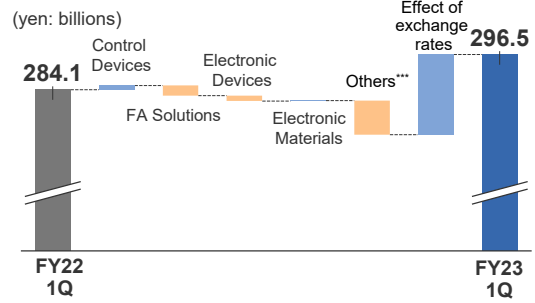 (yen: billions)
Effect of
exchange
rates
296.5
284.1
Control
Devices
Electronic
Devices
Others***
FA Solutions
Electronic
Materials
FY22
1Q
FY23
1Q